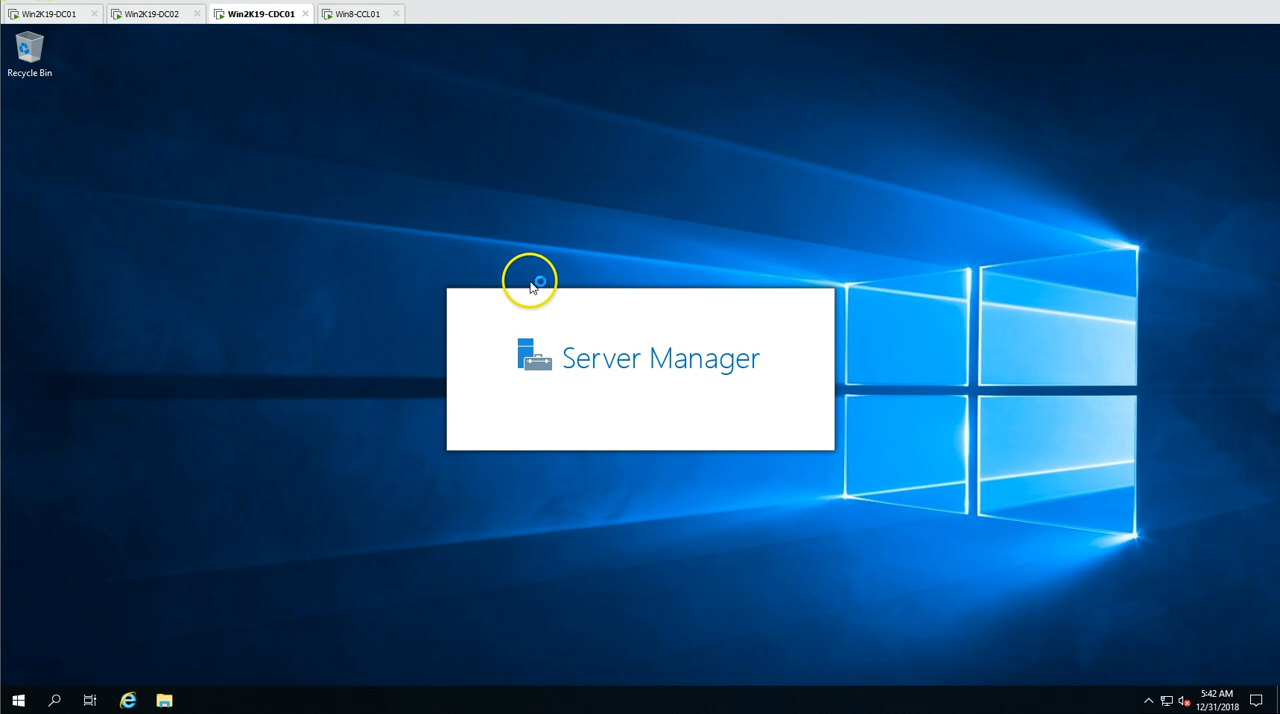 Win2K19-DC01
Win2K19-DC02
Win2K19-CDC01
Win8-CCL01
Recycle Bin
Server Manager
5:42 AM
12/31/2018